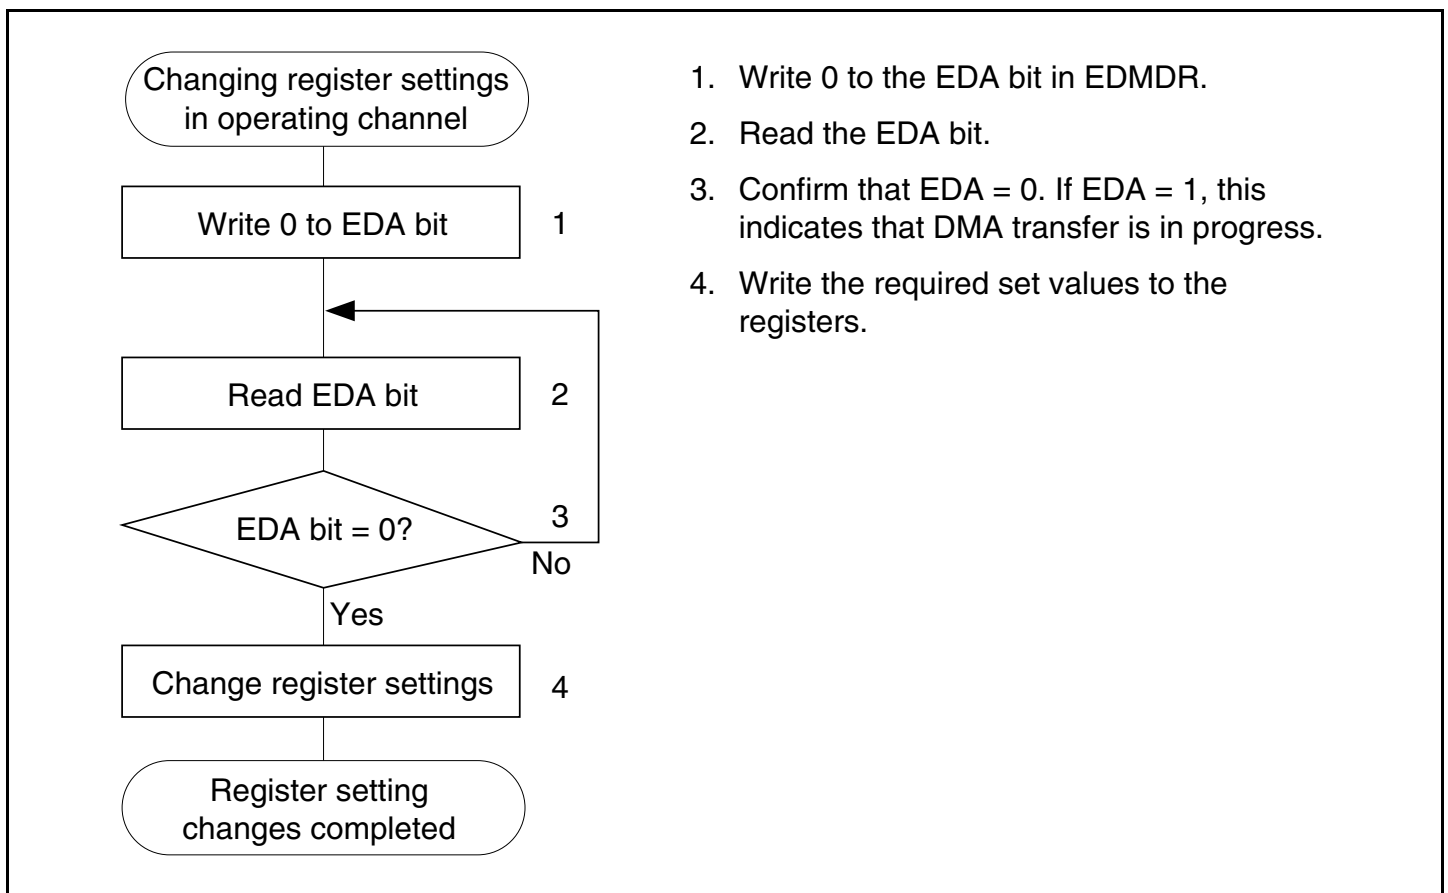 Changing register settings
in operating channel
Write 0 to EDA bit
1
Read EDA bit
2
EDA bit = 0?
3
No
Yes
Change register settings
4
Register setting
changes completed
1. Write 0 to the EDA bit in EDMDR.
2. Read the EDA bit.
3. Confirm that EDA = 0. If EDA = 1, this
indicates that DMA transfer is in progress.
4. Write the required set values to the
registers.